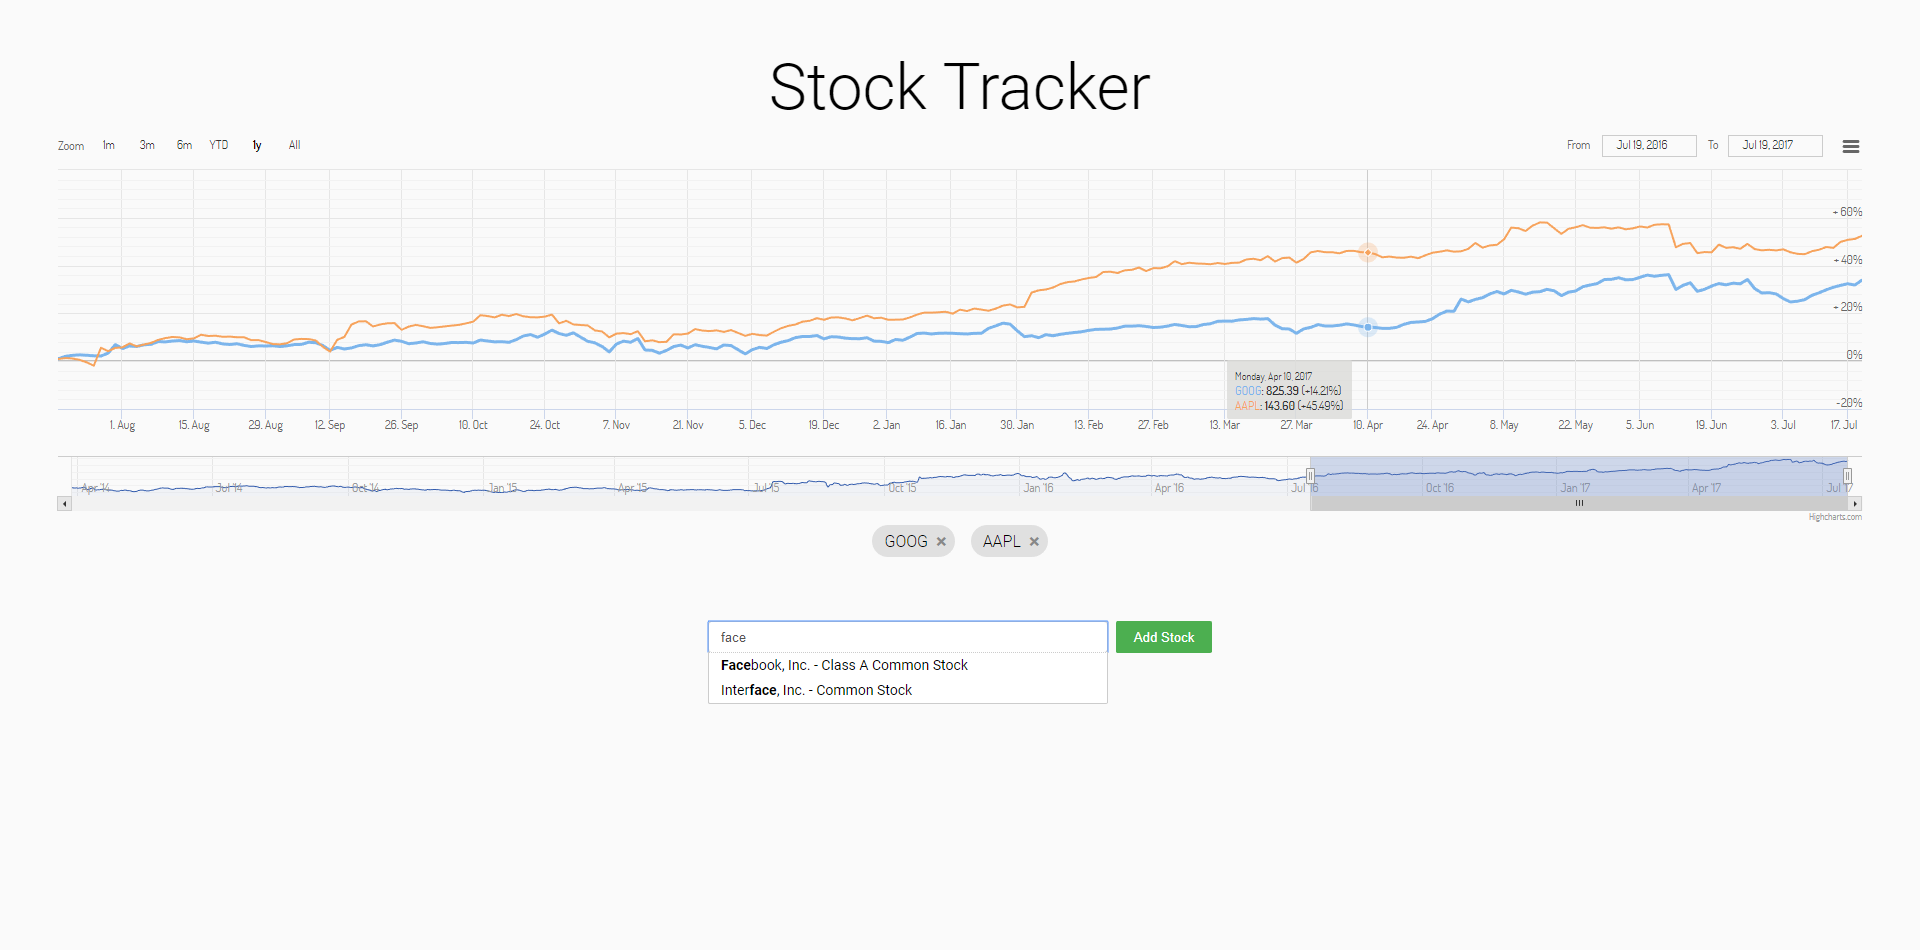 Stock Tracker
Zoom 1m 3m 6m YTD 1y All From Jul 19, 2016 To Jul 19, 2017
+ 60%
+ 40%
+ 20%
0%
-20%
Monday, Apr 10, 2017
GOOG: 825.39 (+14.21%)
AAPL: 143.60 (+45.49%)
1. Aug 15. Aug 29. Aug 12. Sep 26. Sep 10. Oct 24. Oct 7. Nov 21. Nov 5. Dec 19. Dec 2. Jan 16. Jan 30. Jan 13. Feb 27. Feb 13. Mar 27. Mar 10. Apr 24. Apr 8. May 22. May 5. Jun 19. Jun 3. Jul 17. Jul
Apr '14 Jul '14 Oct '14 Jan '15 Apr '15 Jul '15 Oct '15 Jan '16 Apr '16 Jul '16 Oct '16 Jan '17 Apr '17 Jul '17
Highcharts.com
GOOG × AAPL ×
face Add Stock
Facebook, Inc. - Class A Common Stock
Interface, Inc. - Common Stock